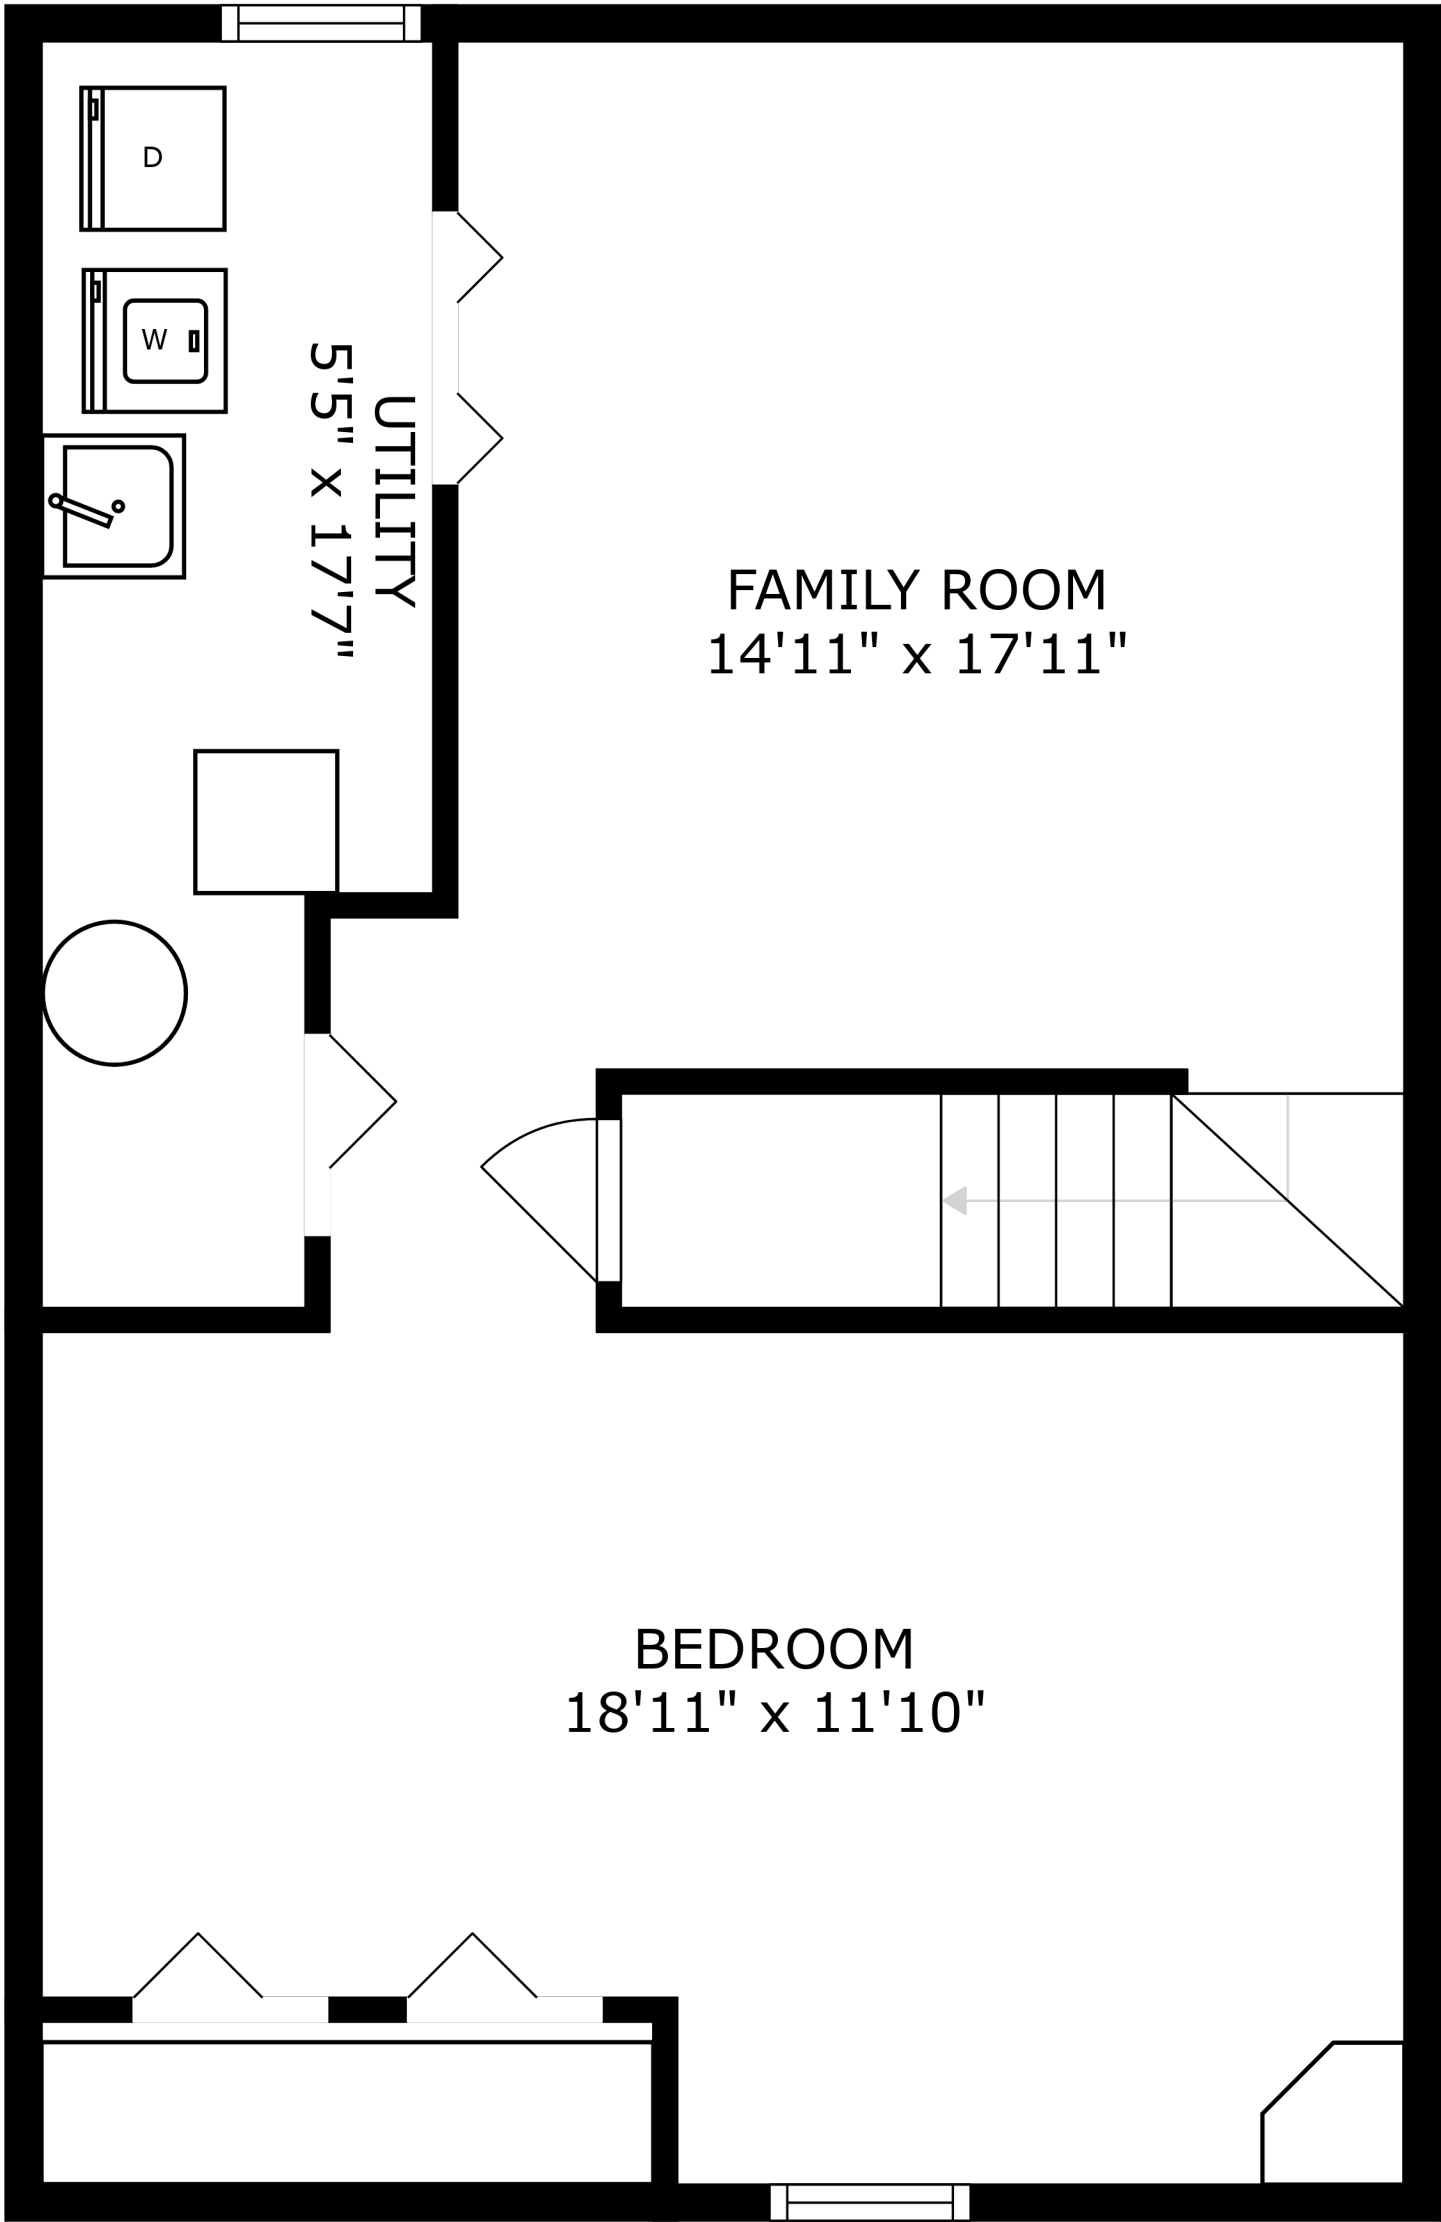 D
W
UTILITY
5'5" x 17'7"
FAMILY ROOM
14'11" x 17'11"
BEDROOM
18'11" x 11'10"